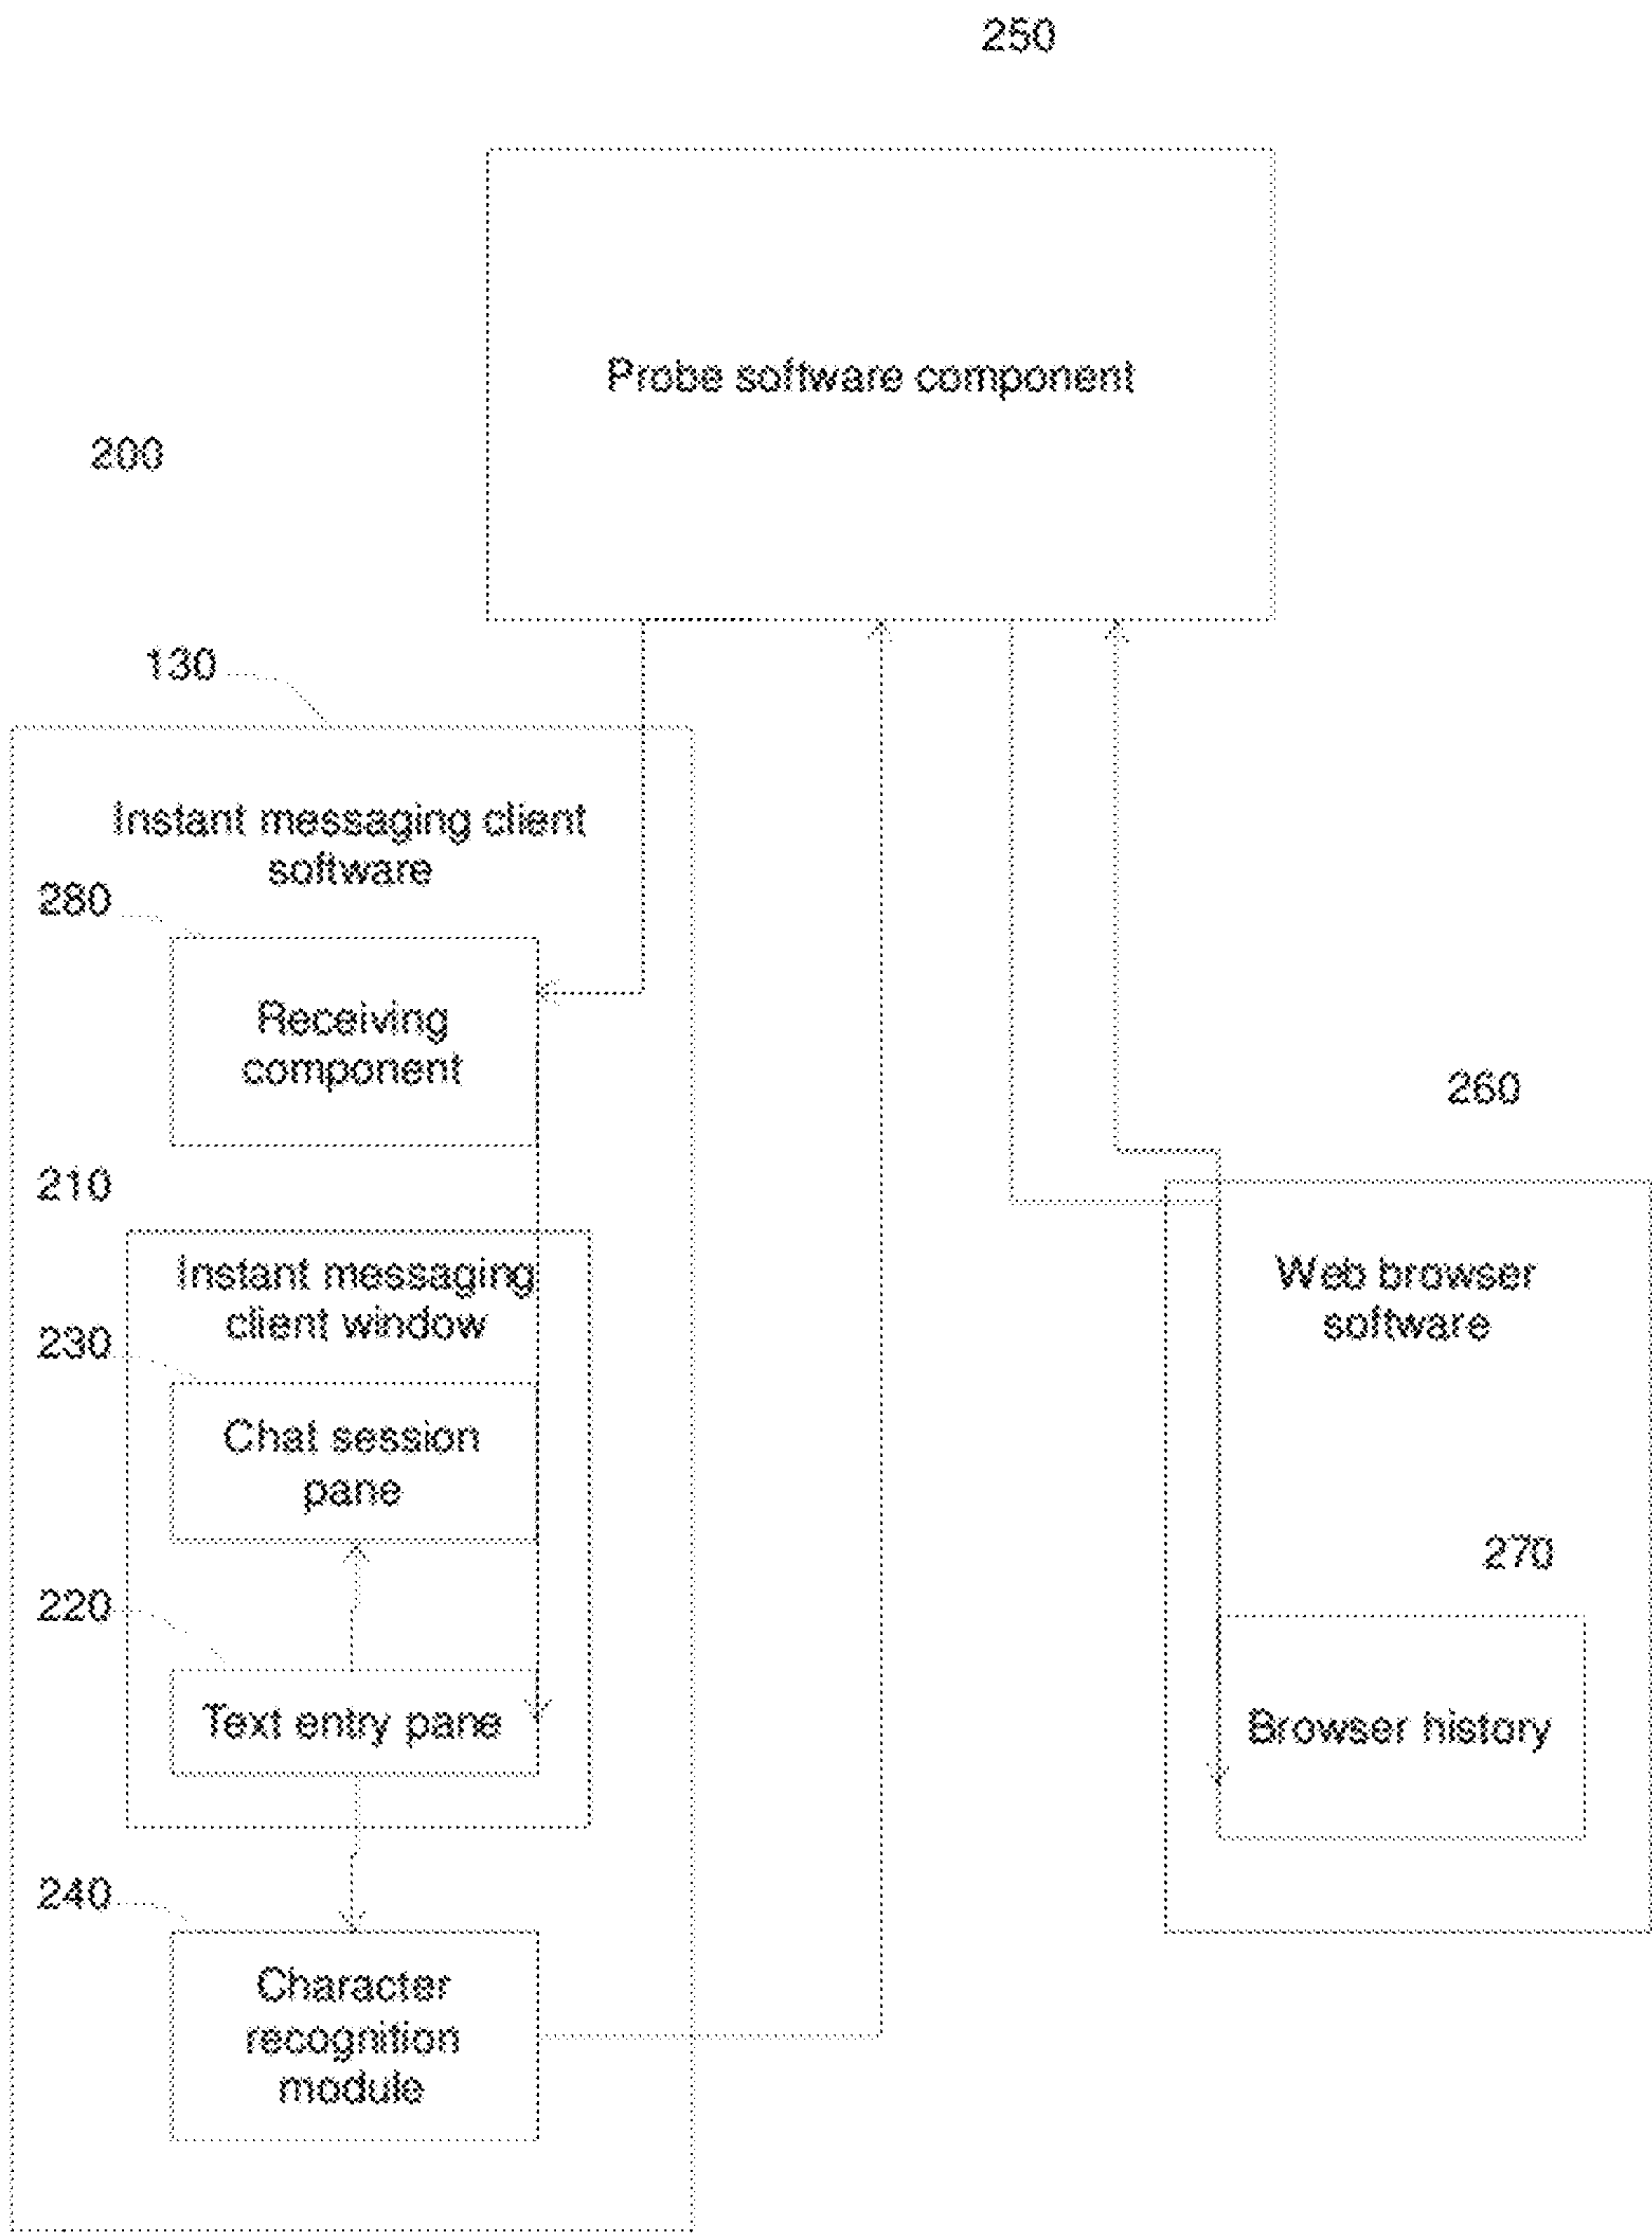 250
Probe software component
200
130
Instant messaging client
software
280
Receiving
component
260
210
Instant messaging
client window
Web browser
software
230
Chat session
pane
270
220
Text entry pane
Browser history
240
Character
recognition
module